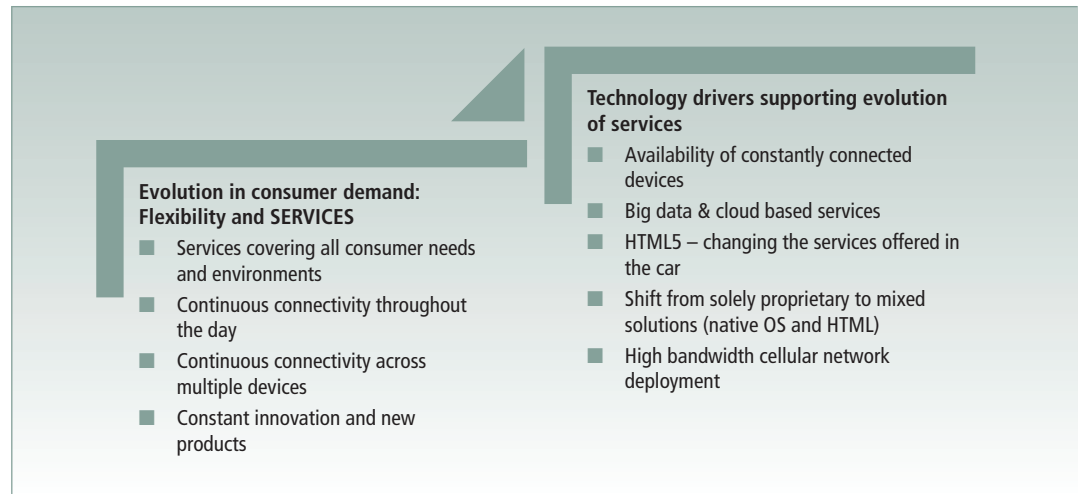 Evolution in consumer demand:
Flexibility and SERVICES
■ Services covering all consumer needs
and environments
■ Continuous connectivity throughout
the day
■ Continuous connectivity across
multiple devices
■ Constant innovation and new
products
Technology drivers supporting evolution
of services
■ Availability of constantly connected
devices
■ Big data & cloud based services
■ HTML5 – changing the services offered in
the car
■ Shift from solely proprietary to mixed
solutions (native OS and HTML)
■ High bandwidth cellular network
deployment